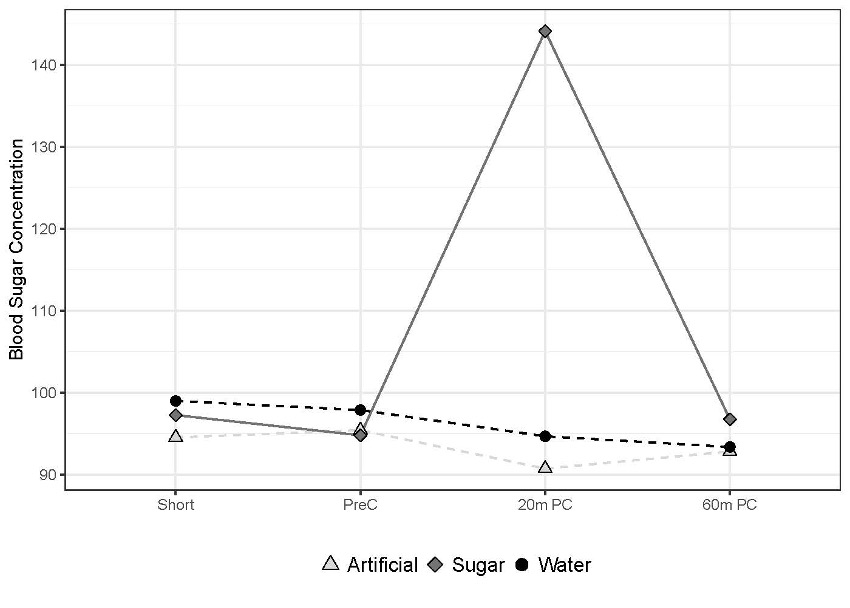 Blood Sugar Concentration
140
130
120
110
100
90
Short PreC 20m PC 60m PC
Artificial Sugar Water